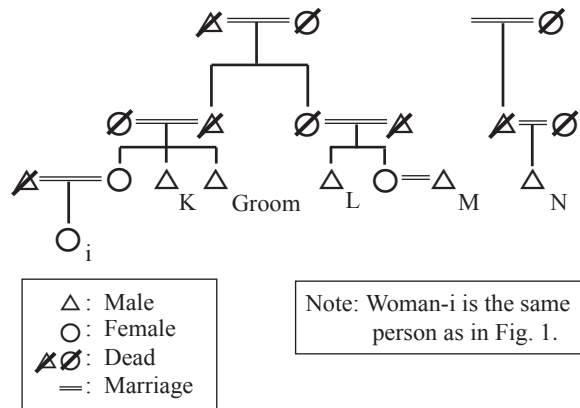 K
Groom
L
M
N
i
: Male
: Female
: Dead
: Marriage
Note: Woman-i is the same
person as in Fig. 1.